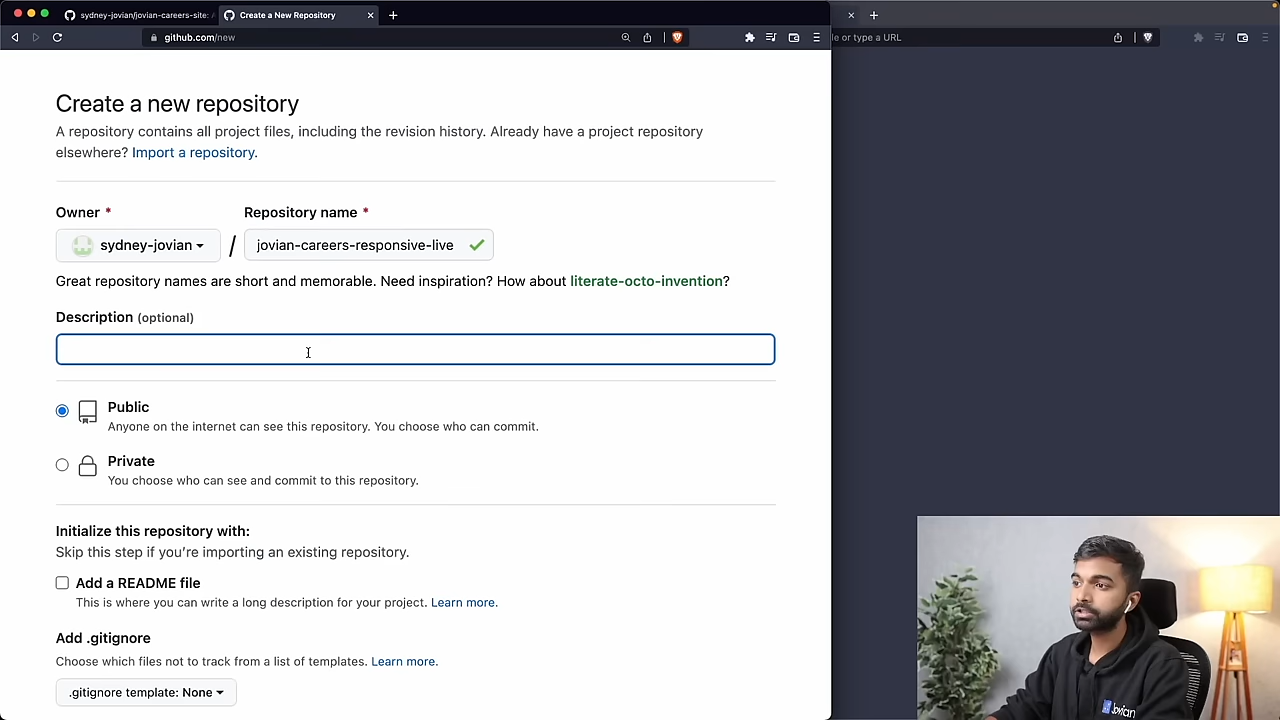 sydney-jovian/jovian-careers-site:
Create a New Repository
github.com/new
le or type a URL
Create a new repository
A repository contains all project files, including the revision history. Already have a project repository
elsewhere? Import a repository.
Owner *
Repository name *
sydney-jovian
/
jovian-careers-responsive-live
Great repository names are short and memorable. Need inspiration? How about literate-octo-invention?
Description (optional)
Public
Anyone on the internet can see this repository. You choose who can commit.
Private
You choose who can see and commit to this repository.
Initialize this repository with:
Skip this step if you’re importing an existing repository.
Add a README file
This is where you can write a long description for your project. Learn more.
Add .gitignore
Choose which files not to track from a list of templates. Learn more.
.gitignore template: None
Jovian